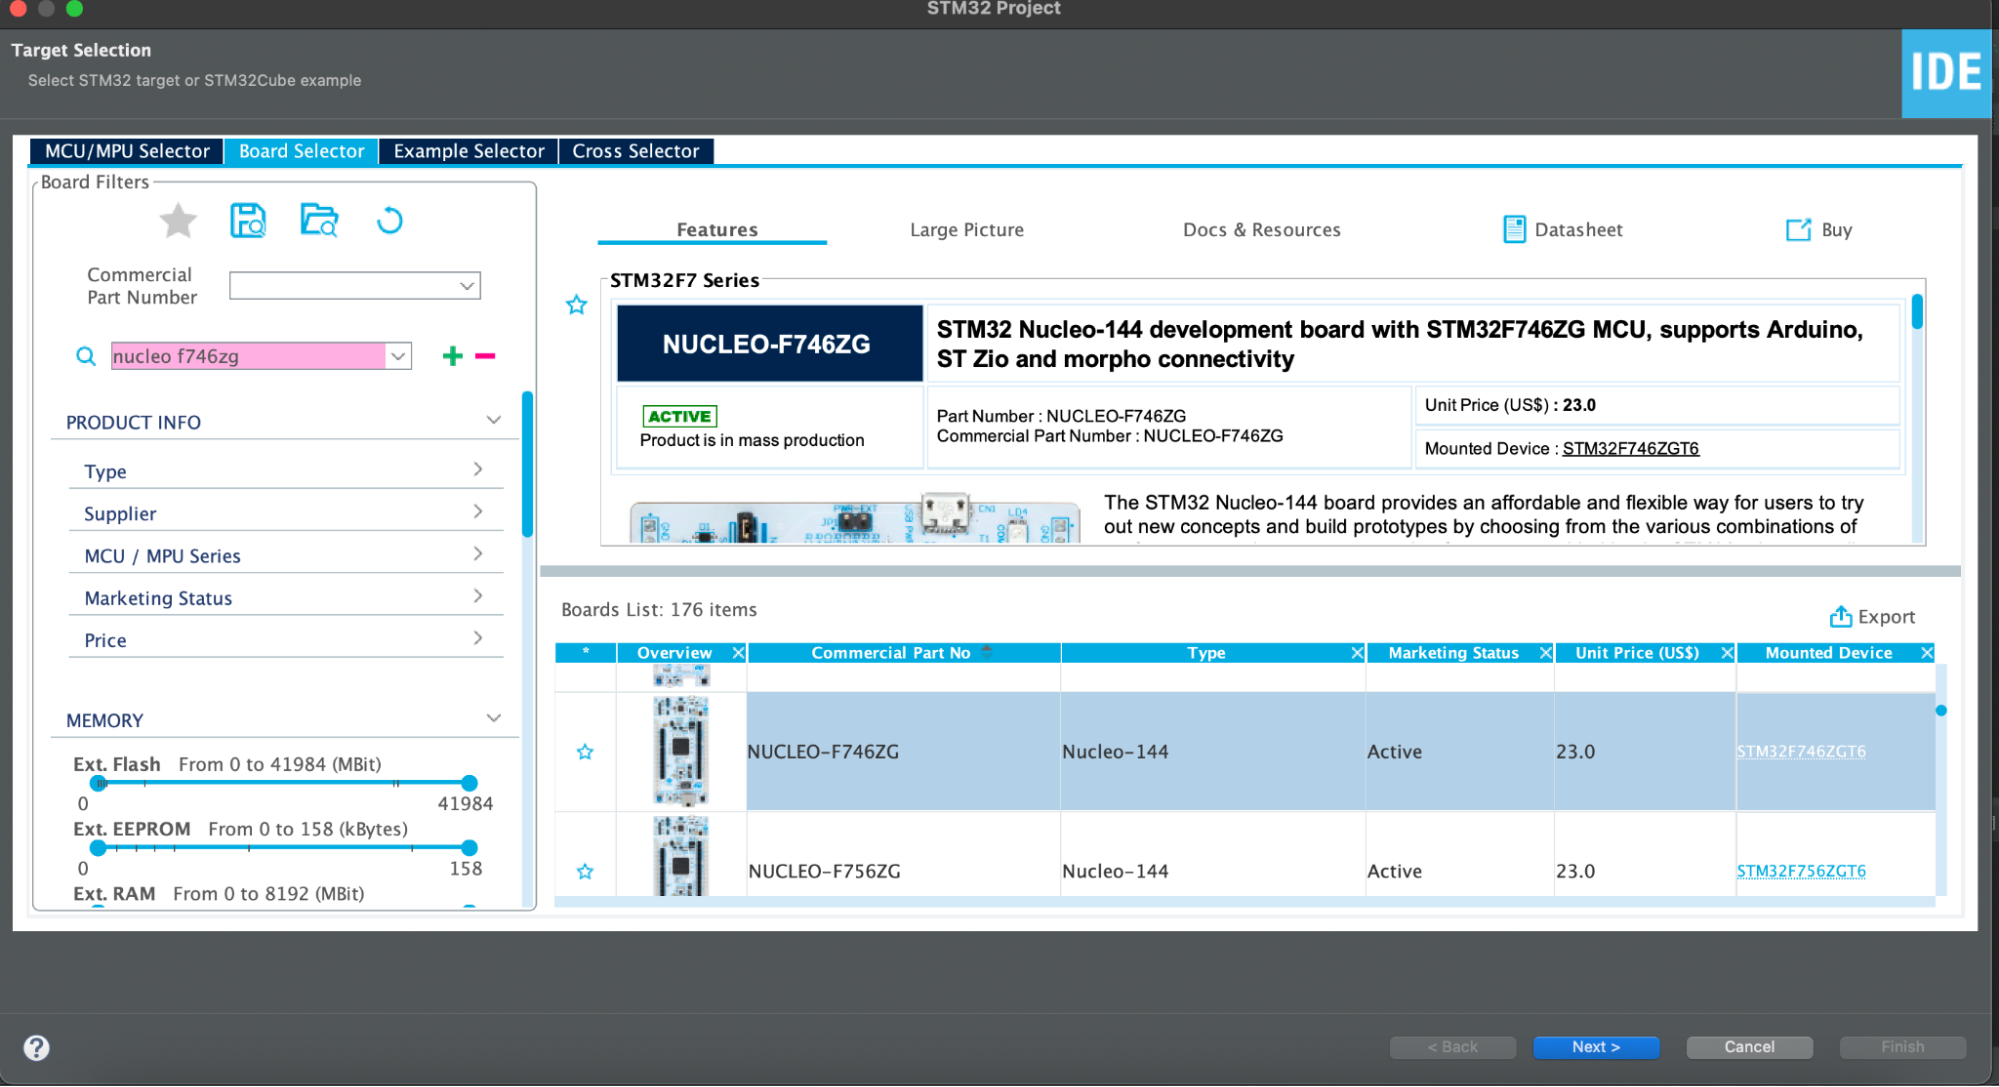 STM32 Project
Target Selection
Select STM32 target or STM32Cube example
IDE
MCU/MPU Selector
Board Selector
Example Selector
Cross Selector
Board Filters
Commercial
Part Number
nucleo f746zg
PRODUCT INFO
Type
Supplier
MCU / MPU Series
Marketing Status
Price
MEMORY
Ext. Flash From 0 to 41984 (MBit)
0 41984
Ext. EEPROM From 0 to 158 (kBytes)
0 158
Ext. RAM From 0 to 8192 (MBit)
Features
Large Picture
Docs & Resources
Datasheet
Buy
STM32F7 Series
NUCLEO-F746ZG
STM32 Nucleo-144 development board with STM32F746ZG MCU, supports Arduino,
ST Zio and morpho connectivity
ACTIVE
Product is in mass production
Part Number : NUCLEO-F746ZG
Commercial Part Number : NUCLEO-F746ZG
Unit Price (US$) : 23.0
Mounted Device : STM32F746ZGT6
The STM32 Nucleo-144 board provides an affordable and flexible way for users to try
out new concepts and build prototypes by choosing from the various combinations of
Boards List: 176 items
Export
* Overview Commercial Part No Type Marketing Status Unit Price (US$) Mounted Device
NUCLEO-F746ZG Nucleo-144 Active 23.0 STM32F746ZGT6
NUCLEO-F756ZG Nucleo-144 Active 23.0 STM32F756ZGT6
?
< Back
Next >
Cancel
Finish